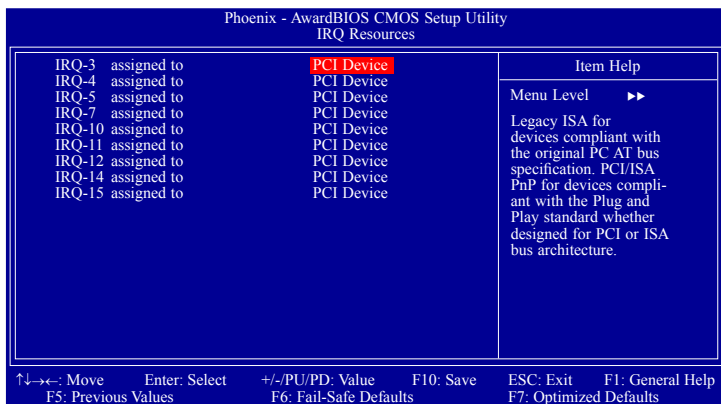 Phoenix - AwardBIOS CMOS Setup Utility
IRQ Resources
IRQ-3 assigned to PCI Device
IRQ-4 assigned to PCI Device
IRQ-5 assigned to PCI Device
IRQ-7 assigned to PCI Device
IRQ-10 assigned to PCI Device
IRQ-11 assigned to PCI Device
IRQ-12 assigned to PCI Device
IRQ-14 assigned to PCI Device
IRQ-15 assigned to PCI Device
Item Help
Menu Level ▶▶
Legacy ISA for
devices compliant with
the original PC AT bus
specification. PCI/ISA
PnP for devices compli-
ant with the Plug and
Play standard whether
designed for PCI or ISA
bus architecture.
↑↓→←: Move Enter: Select +/-/PU/PD: Value F10: Save ESC: Exit F1: General Help
F5: Previous Values F6: Fail-Safe Defaults F7: Optimized Defaults